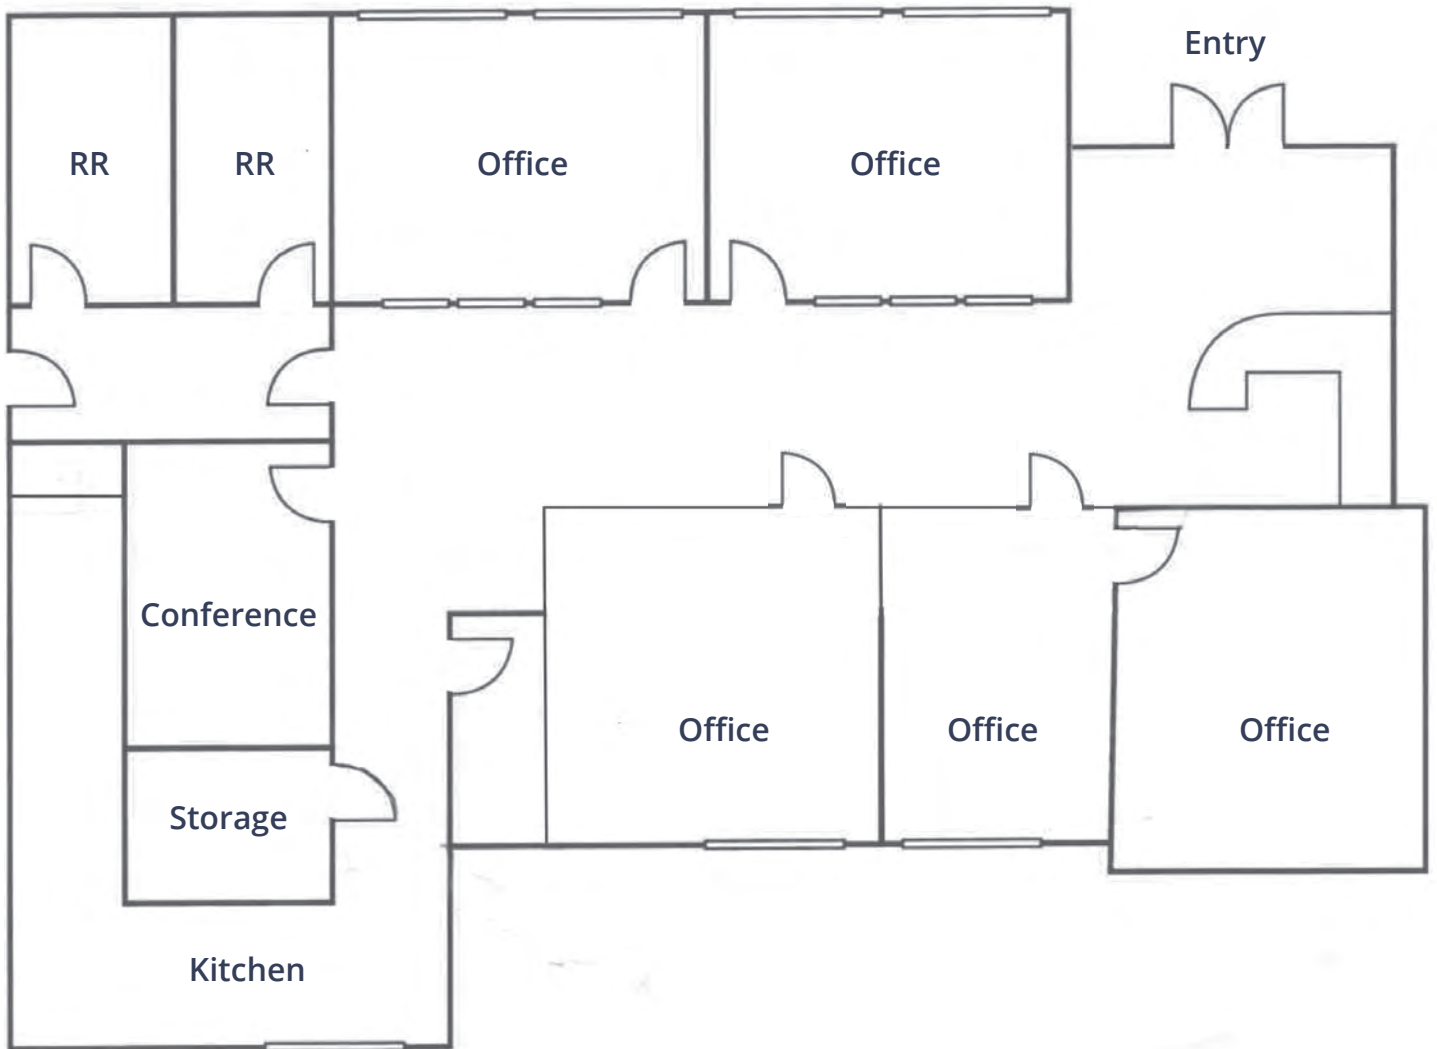 Entry
RR
RR
Office
Office
Conference
Office
Office
Office
Storage
Kitchen